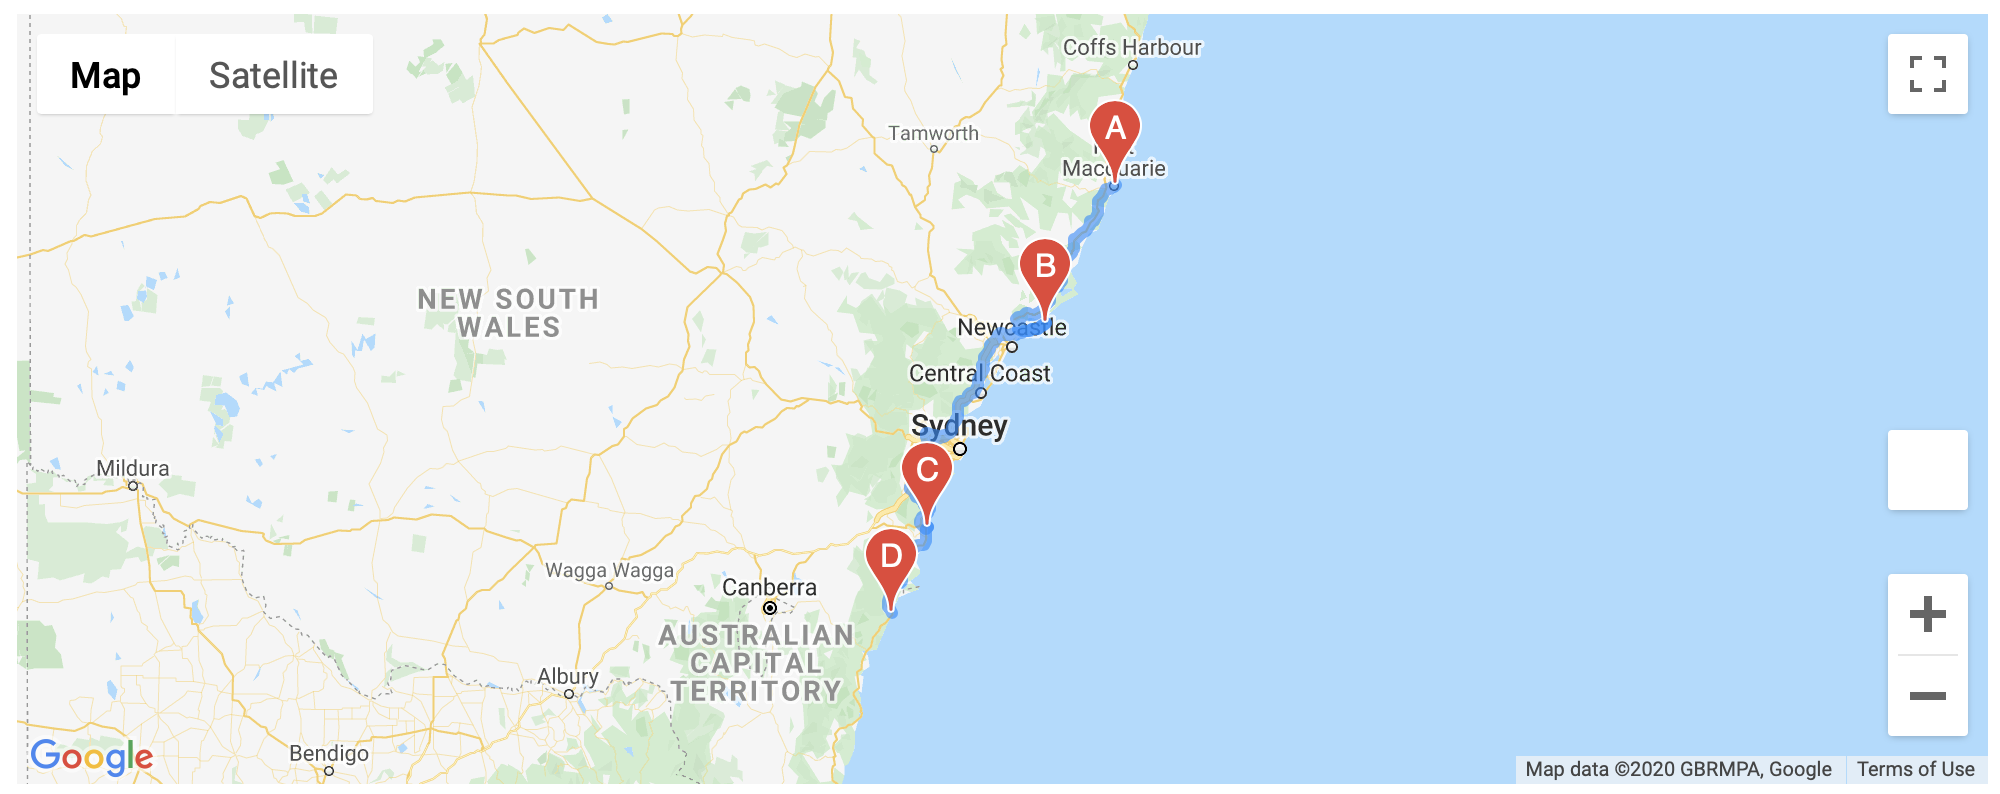 Map
Satellite
Coffs Harbour
A
Tamworth
Macquarie
B
NEW SOUTH
WALES
Newcastle
Central Coast
Sydney
C
Mildura
D
Wagga Wagga
Canberra
AUSTRALIAN
CAPITAL
TERRITORY
Albury
Bendigo
Google
Map data ©2020 GBRMPA, Google
Terms of Use